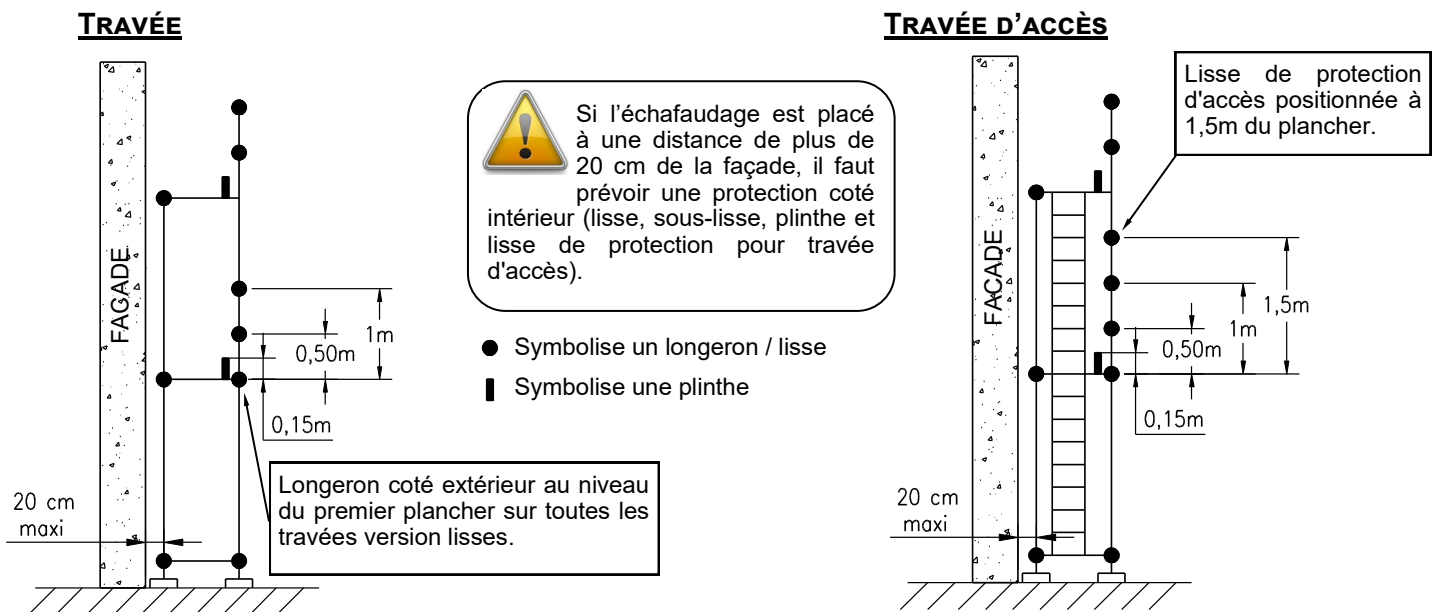 TRAVÉE
FAGADE
1m
0,50m
0,15m
20 cm
maxi
Longeron coté extérieur au niveau
du premier plancher sur toutes les
travées version lisses.
Si l'échafaudage est placé
à une distance de plus de
20 cm de la façade, il faut
prévoir une protection coté
intérieur (lisse, sous-lisse, plinthe et
lisse de protection pour travée
d'accès).
Symbolise un longeron / lisse
Symbolise une plinthe
TRAVÉE D'ACCÈS
Lisse de protection
d'accès positionnée à
1,5m du plancher.
FACADE
1,5m
1m
0,50m
0,15m
20 cm
maxi